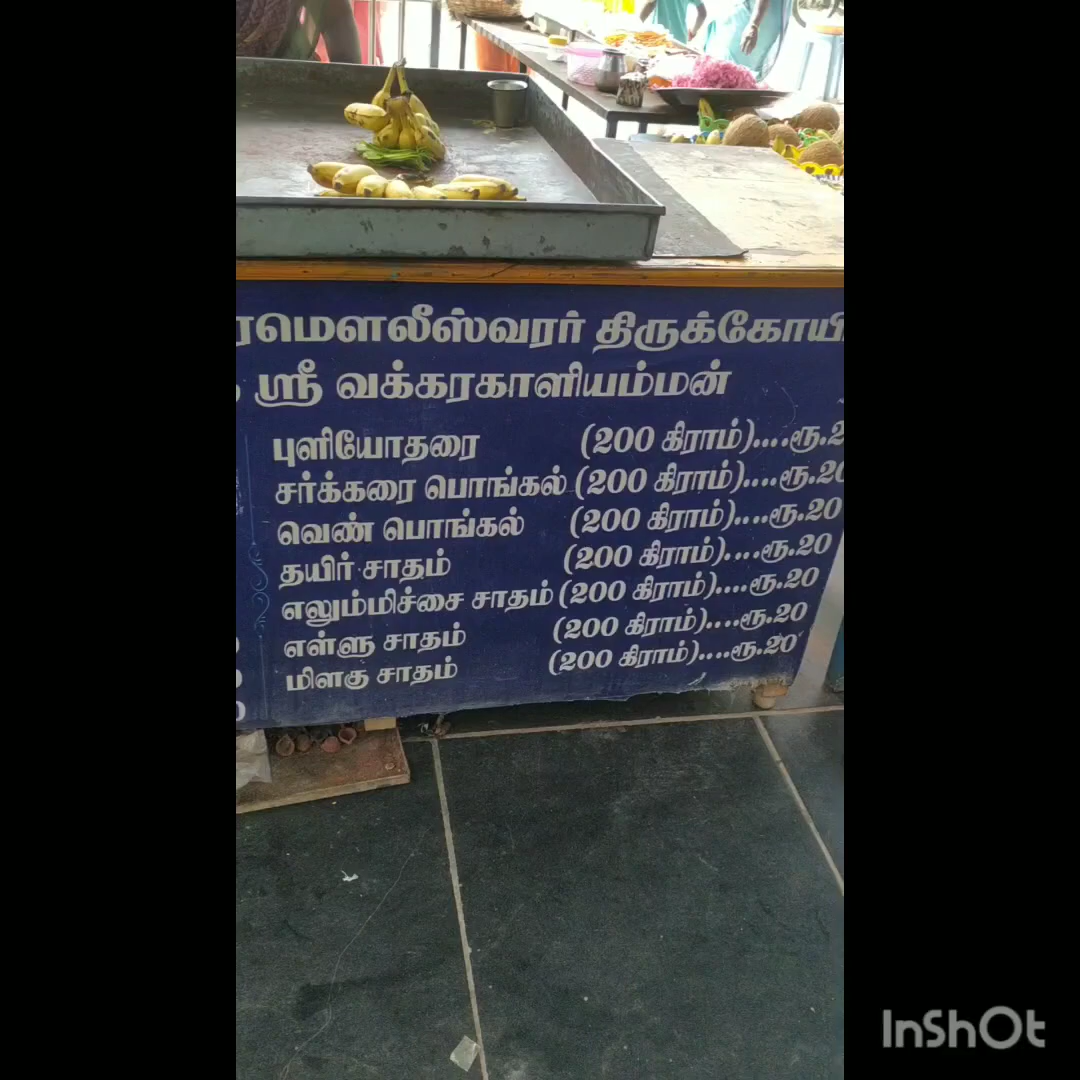 ரமௌலீஸ்வரர் திருக்கோயி
ஸ்ரீ வக்கரகாளியம்மன்
புளியோதரை (200 கிராம்)....ரூ.2
சர்க்கரை பொங்கல் (200 கிராம்)....ரூ.20
வெண் பொங்கல் (200 கிராம்)....ரூ.20
தயிர் சாதம் (200 கிராம்)....ரூ.20
எலும்மிச்சை சாதம் (200 கிராம்)....ரூ.20
எள்ளு சாதம் (200 கிராம்)....ரூ.20
மிளகு சாதம் (200 கிராம்)....ரூ.20
InShOt